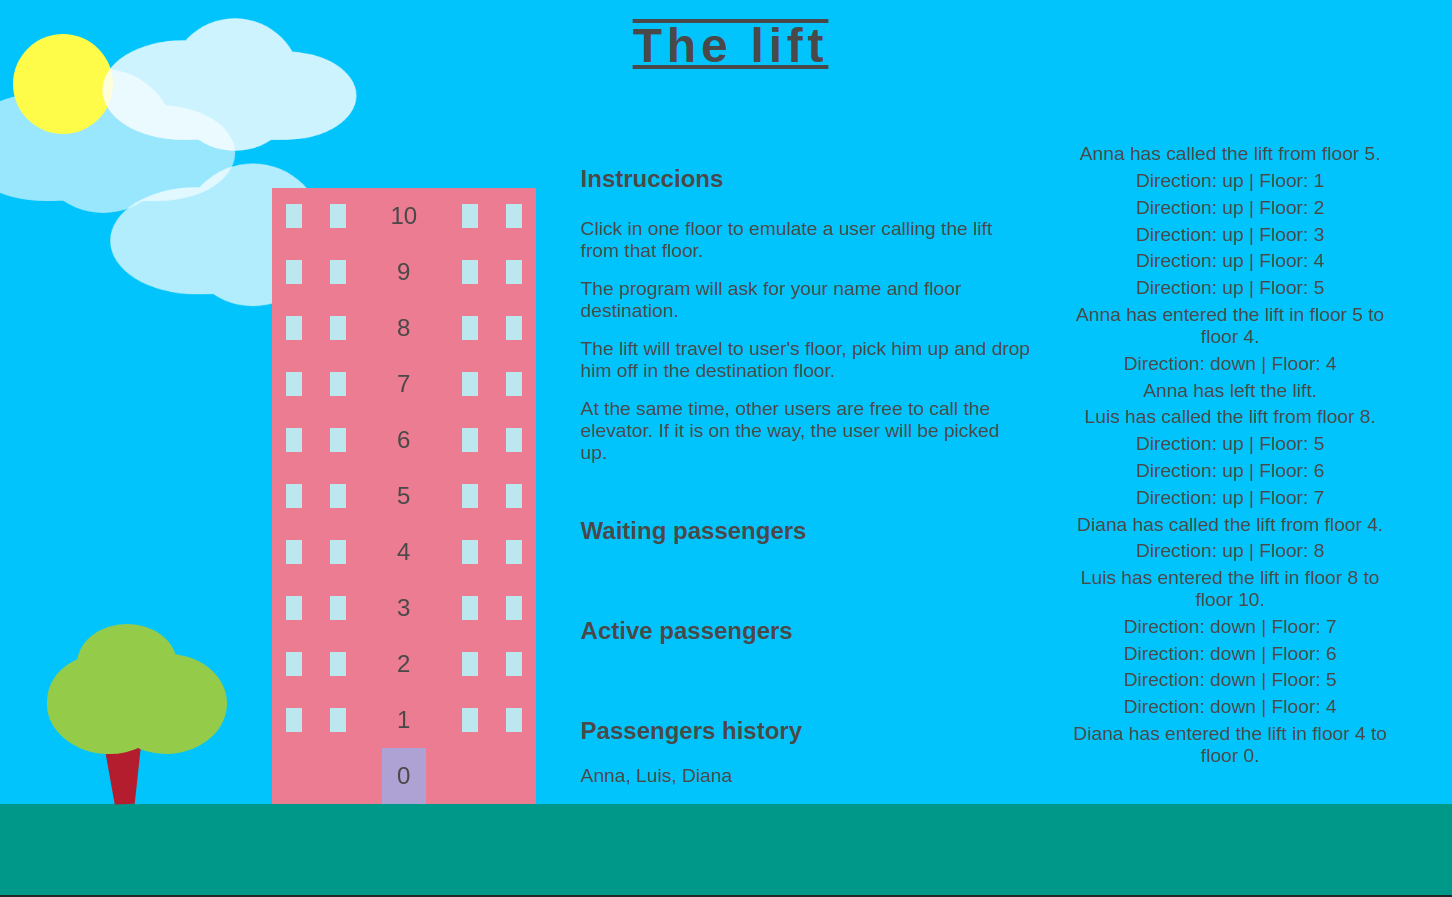 The lift
10
9
8
7
6
5
4
3
2
1
0
Instruccions
Click in one floor to emulate a user calling the lift
from that floor.
The program will ask for your name and floor
destination.
The lift will travel to user's floor, pick him up and drop
him off in the destination floor.
At the same time, other users are free to call the
elevator. If it is on the way, the user will be picked
up.
Waiting passengers
Active passengers
Passengers history
Anna, Luis, Diana
Anna has called the lift from floor 5.
Direction: up | Floor: 1
Direction: up | Floor: 2
Direction: up | Floor: 3
Direction: up | Floor: 4
Direction: up | Floor: 5
Anna has entered the lift in floor 5 to
floor 4.
Direction: down | Floor: 4
Anna has left the lift.
Luis has called the lift from floor 8.
Direction: up | Floor: 5
Direction: up | Floor: 6
Direction: up | Floor: 7
Diana has called the lift from floor 4.
Direction: up | Floor: 8
Luis has entered the lift in floor 8 to
floor 10.
Direction: down | Floor: 7
Direction: down | Floor: 6
Direction: down | Floor: 5
Direction: down | Floor: 4
Diana has entered the lift in floor 4 to
floor 0.